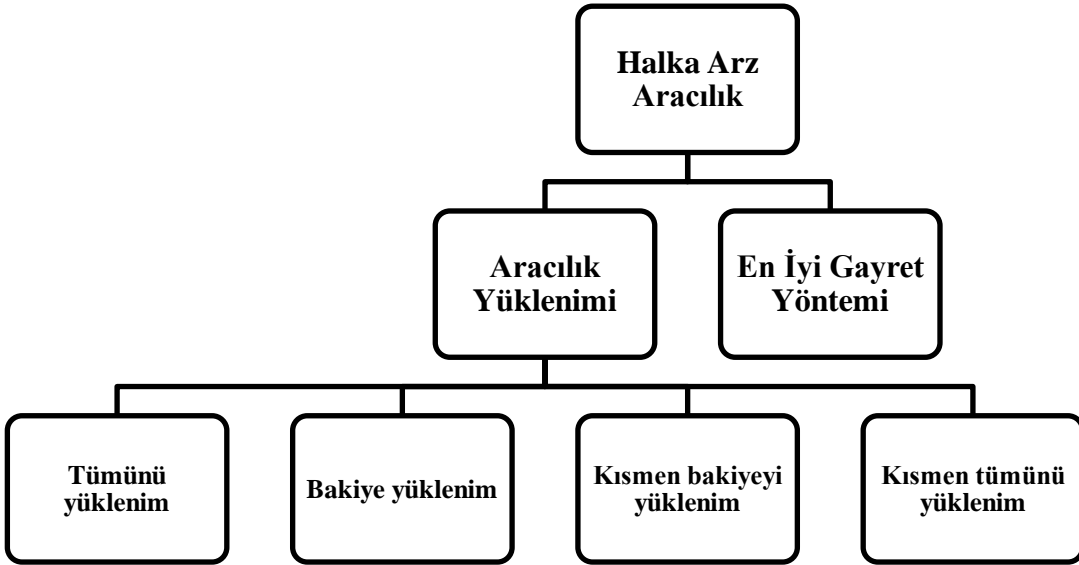 Halka Arz
Aracılık
Aracılık
Yüklenimi
En İyi Gayret
Yöntemi
Tümünü
yüklenim
Bakiye yüklenim
Kısmen bakiyeyi
yüklenim
Kısmen tümünü
yüklenim